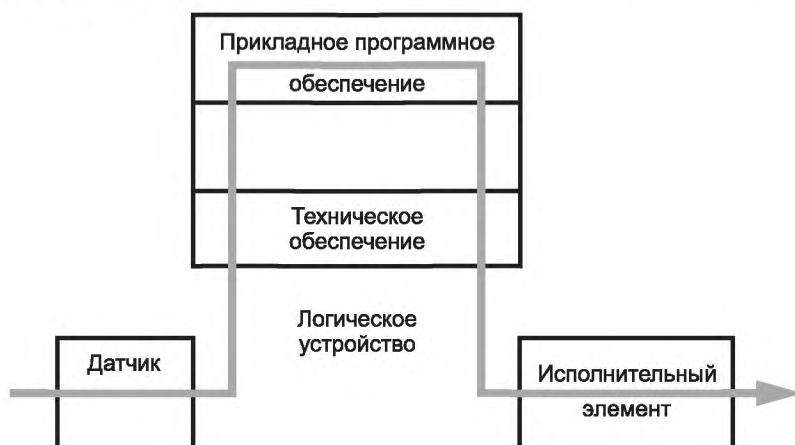 Прикладное программное
обеспечение
Техническое
обеспечение
Логическое
устройство
Датчик
Исполнительный
элемент